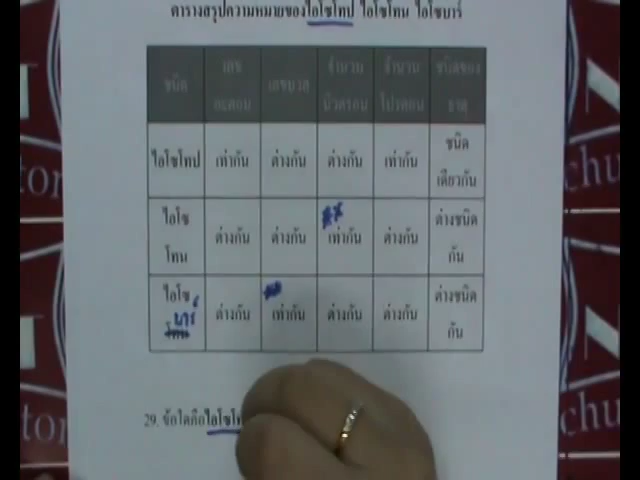 ตารางสรุปความหมายของไอโซโทป ไอโซโทน ไอโซบาร์
ชนิด เลขอะตอม เลขมวล จำนวนนิวตรอน จำนวนโปรตอน ชนิดของธาตุ
ไอโซโทป เท่ากัน ต่างกัน ต่างกัน เท่ากัน ชนิดเดียวกัน
ไอโซโทน ต่างกัน ต่างกัน เท่ากัน ต่างกัน ต่างชนิดกัน
ไอโซบาร์ ต่างกัน เท่ากัน ต่างกัน ต่างกัน ต่างชนิดกัน
29. ข้อใดคือไอโซโท